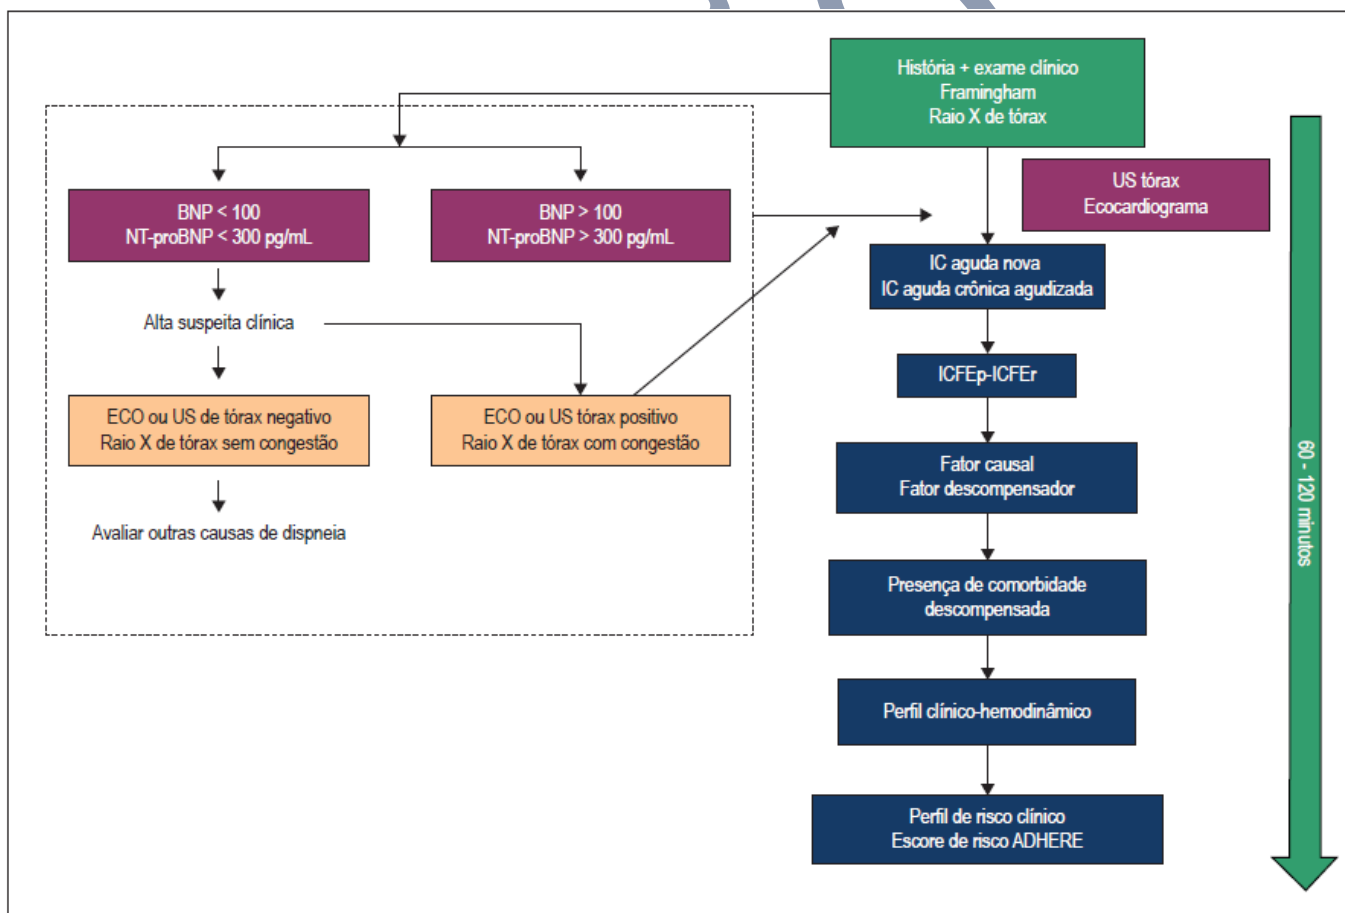 História + exame clínico
Framingham
Raio X de tórax
US tórax
Ecocardiograma
BNP < 100
NT-proBNP < 300 pg/mL
BNP > 100
NT-proBNP > 300 pg/mL
Alta suspeita clínica
ECO ou US de tórax negativo
Raio X de tórax sem congestão
ECO ou US tórax positivo
Raio X de tórax com congestão
Avaliar outras causas de dispneia
IC aguda nova
IC aguda crônica agudizada
ICFEp-ICFEr
Fator causal
Fator descompensador
Presença de comorbidade
descompensada
Perfil clínico-hemodinâmico
Perfil de risco clínico
Escore de risco ADHERE
60 - 120 minutos